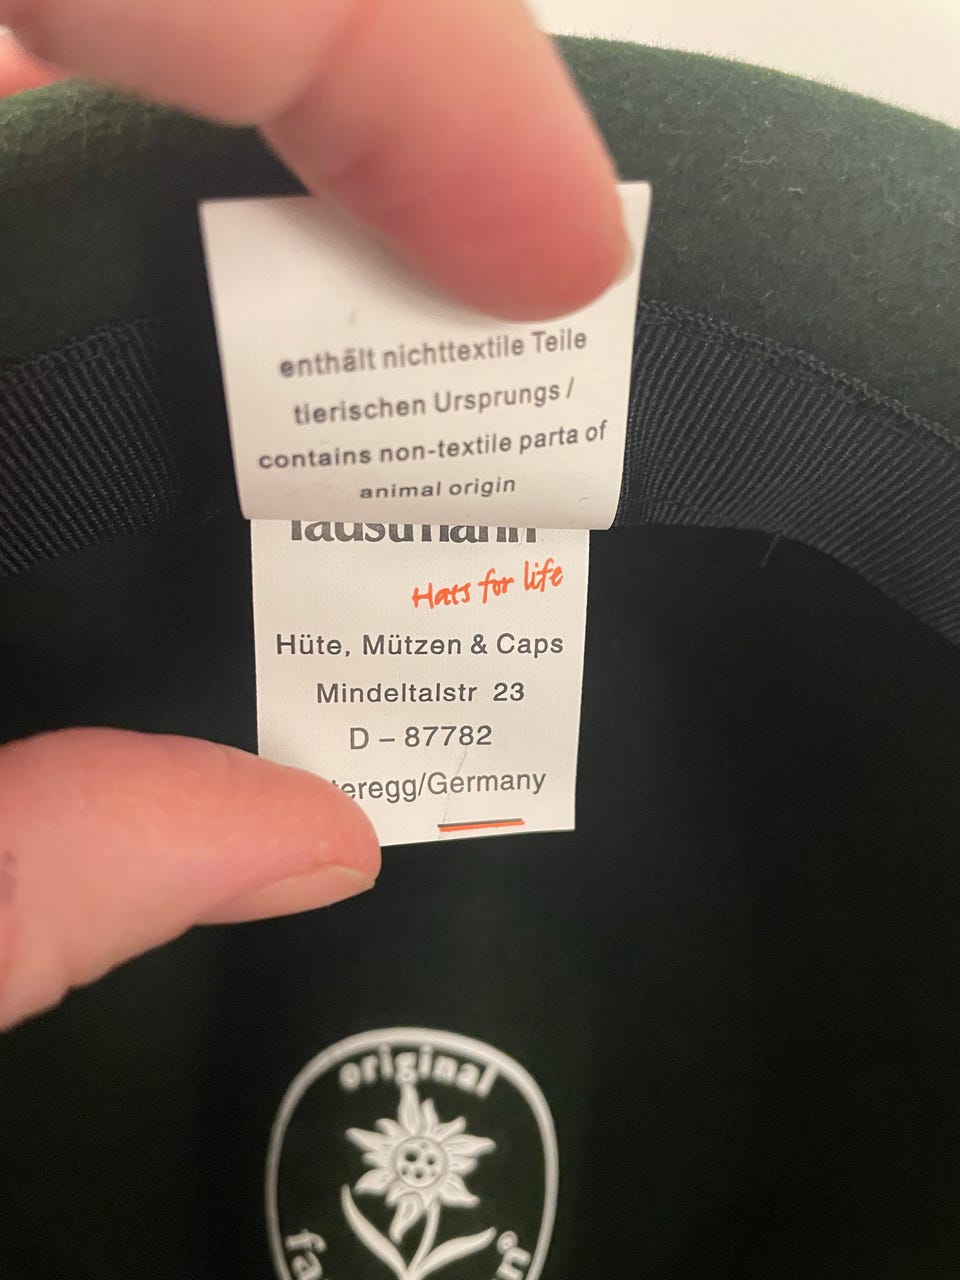 enthält nichttextile Teile
tierischen Ursprungs /
contains non-textile parta of
animal origin
Hats for life
Hüte, Mützen & Caps
Mindeltalstr 23
D – 87782
Germany
original